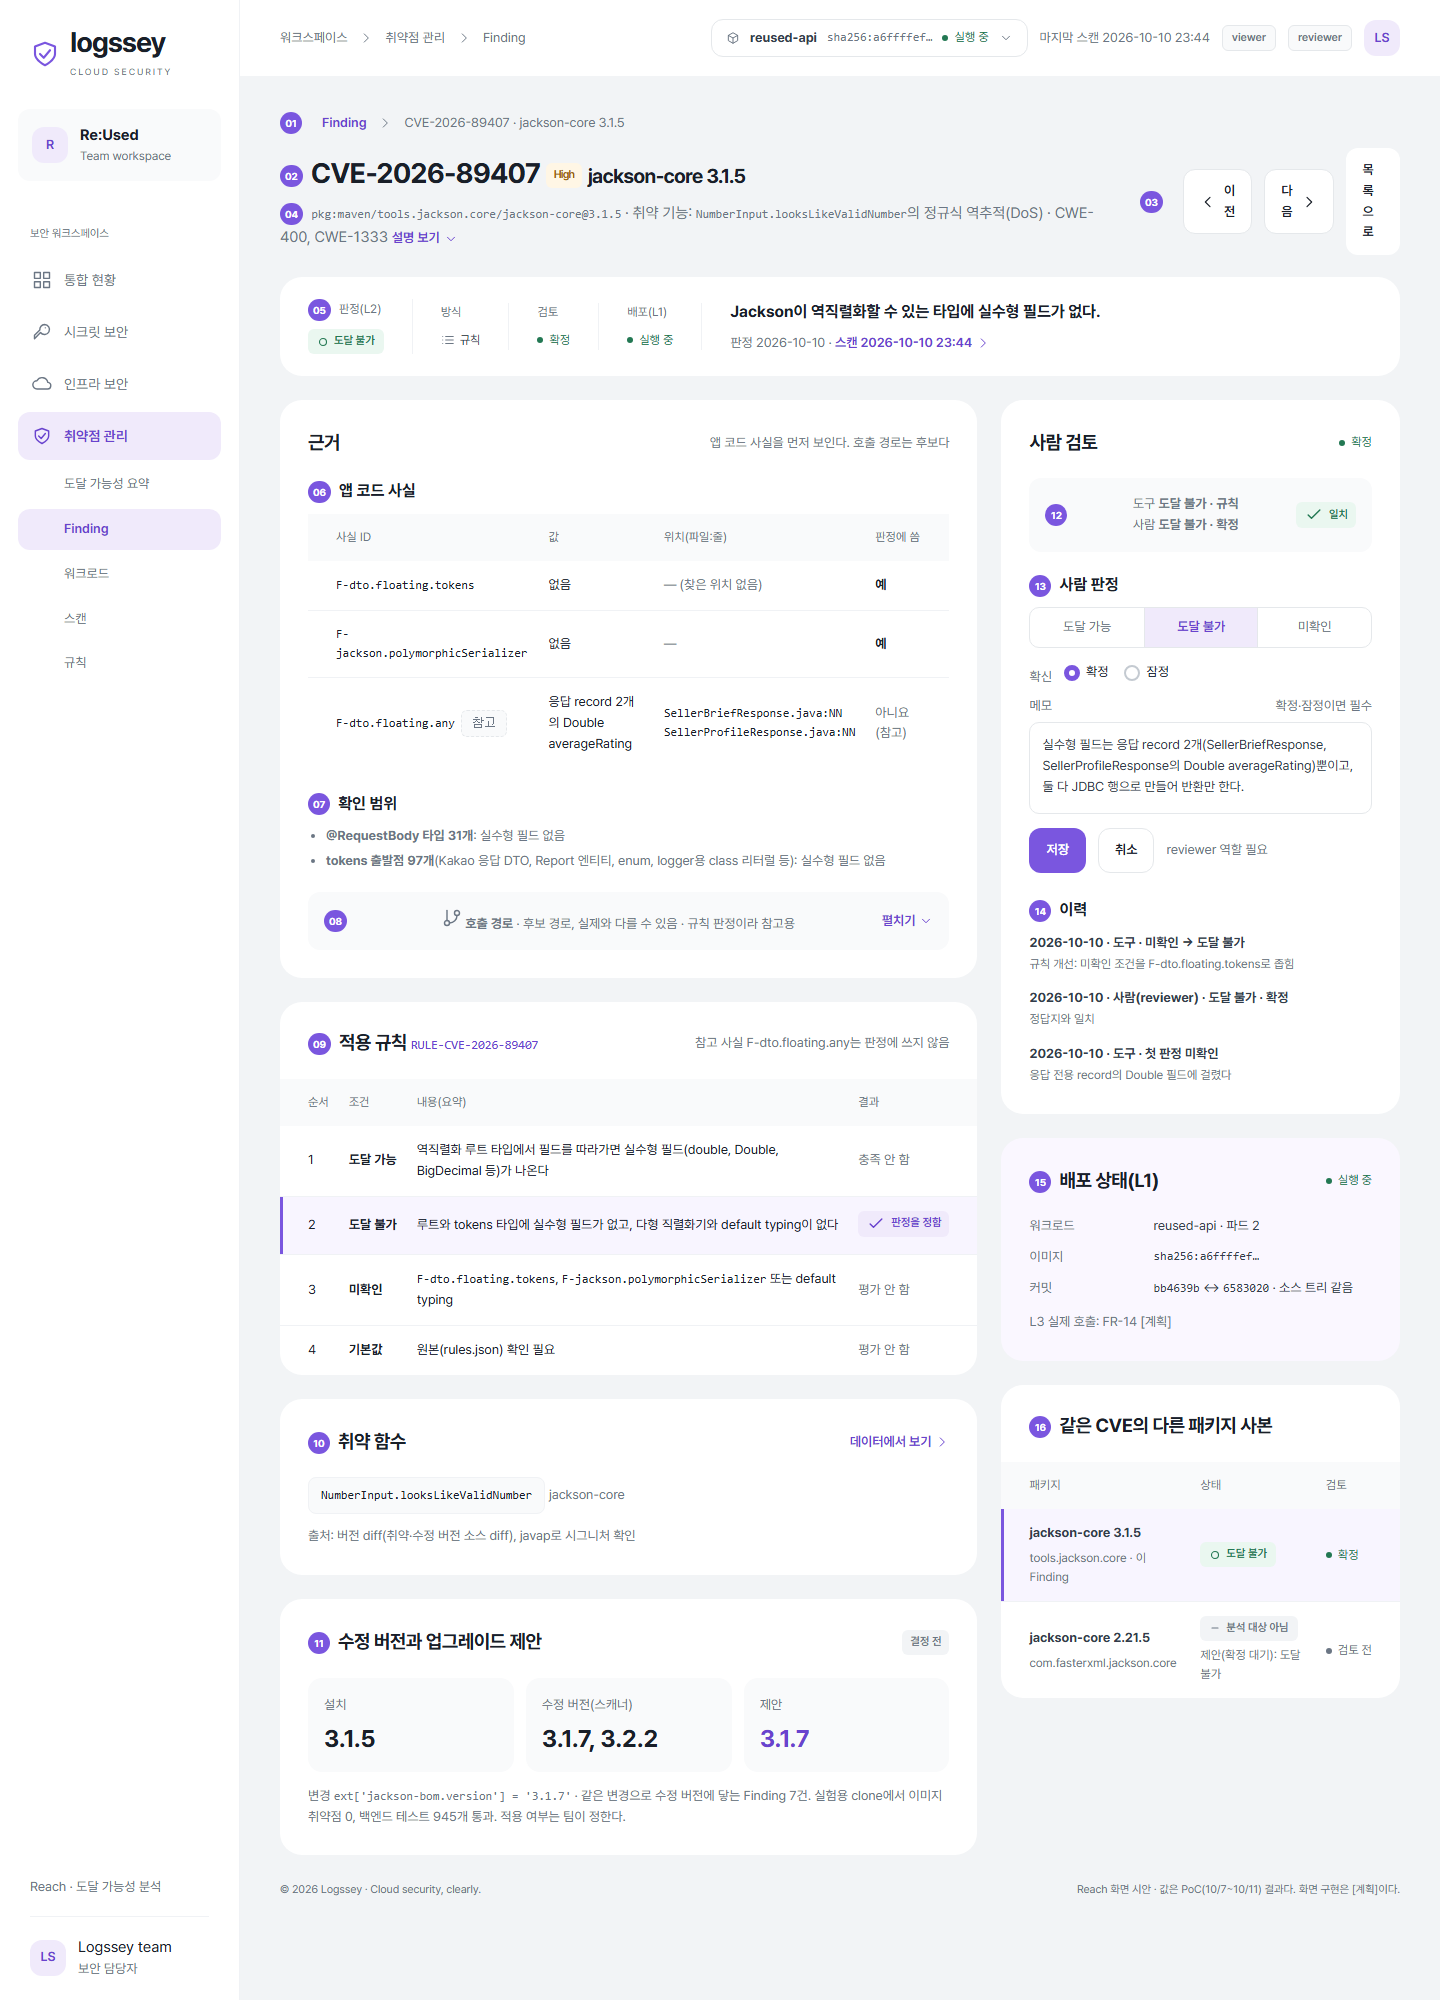 logssey
CLOUD SECURITY
R
Re:Used
Team workspace
보안 워크스페이스
통합 현황
시크릿 보안
인프라 보안
취약점 관리
도달 가능성 요약
Finding
워크로드
스캔
규칙
Reach · 도달 가능성 분석
LS
Logssey team
보안 담당자
워크스페이스 > 취약점 관리 > Finding
reused-api sha256:a6ffffef… 실행 중
마지막 스캔 2026-10-10 23:44
viewer
reviewer
LS
01 Finding > CVE-2026-89407 · jackson-core 3.1.5
02 CVE-2026-89407 High jackson-core 3.1.5
04 pkg:maven/tools.jackson.core/jackson-core@3.1.5 · 취약 기능: NumberInput.looksLikeValidNumber의 정규식 역추적(DoS) · CWE-
400, CWE-1333 설명 보기
03
이
전
다
음
목
록
으
로
05 판정(L2)
도달 불가
방식
규칙
검토
확정
배포(L1)
실행 중
Jackson이 역직렬화할 수 있는 타입에 실수형 필드가 없다.
판정 2026-10-10 · 스캔 2026-10-10 23:44
근거
앱 코드 사실을 먼저 보인다. 호출 경로는 후보다
06 앱 코드 사실
사실 ID 값 위치(파일:줄) 판정에 씀
F-dto.floating.tokens 없음 — (찾은 위치 없음) 예
F-
jackson.polymorphicSerializer 없음 — 예
F-dto.floating.any 참고
응답 record 2개
의 Double
averageRating
SellerBriefResponse.java:NN
SellerProfileResponse.java:NN
아니요
(참고)
07 확인 범위
• @RequestBody 타입 31개: 실수형 필드 없음
• tokens 출발점 97개(Kakao 응답 DTO, Report 엔티티, enum, logger용 class 리터럴 등): 실수형 필드 없음
08 호출 경로 · 후보 경로, 실제와 다를 수 있음 · 규칙 판정이라 참고용 펼치기
09 적용 규칙 RULE-CVE-2026-89407
참고 사실 F-dto.floating.any는 판정에 쓰지 않음
순서 조건 내용(요약) 결과
1 도달 가능
역직렬화 루트 타입에서 필드를 따라가면 실수형 필드(double, Double,
BigDecimal 등)가 나온다
충족 안 함
2 도달 불가 루트와 tokens 타입에 실수형 필드가 없고, 다형 직렬화기와 default typing이 없다 판정을 정함
3 미확인
F-dto.floating.tokens, F-jackson.polymorphicSerializer 또는 default
typing
평가 안 함
4 기본값 원본(rules.json) 확인 필요 평가 안 함
10 취약 함수
데이터에서 보기
NumberInput.looksLikeValidNumber jackson-core
출처: 버전 diff(취약·수정 버전 소스 diff), javap로 시그니처 확인
11 수정 버전과 업그레이드 제안
결정 전
설치
3.1.5
수정 버전(스캐너)
3.1.7, 3.2.2
제안
3.1.7
변경 ext['jackson-bom.version'] = '3.1.7' · 같은 변경으로 수정 버전에 닿는 Finding 7건. 실험용 clone에서 이미지
취약점 0, 백엔드 테스트 945개 통과. 적용 여부는 팀이 정한다.
사람 검토
확정
12
도구 도달 불가 · 규칙
사람 도달 불가 · 확정
일치
13 사람 판정
도달 가능 도달 불가 미확인
확신 확정 잠정
메모 확정·잠정이면 필수
실수형 필드는 응답 record 2개(SellerBriefResponse,
SellerProfileResponse의 Double averageRating)뿐이고,
둘 다 JDBC 행으로 만들어 반환만 한다.
저장 취소 reviewer 역할 필요
14 이력
2026-10-10 · 도구 · 미확인 → 도달 불가
규칙 개선: 미확인 조건을 F-dto.floating.tokens로 좁힘
2026-10-10 · 사람(reviewer) · 도달 불가 · 확정
정답지와 일치
2026-10-10 · 도구 · 첫 판정 미확인
응답 전용 record의 Double 필드에 걸렸다
15 배포 상태(L1)
실행 중
워크로드 reused-api · 파드 2
이미지 sha256:a6ffffef…
커밋 bb4639b ↔ 6583020 · 소스 트리 같음
L3 실제 호출: FR-14 [계획]
16 같은 CVE의 다른 패키지 사본
패키지 상태 검토
jackson-core 3.1.5
tools.jackson.core · 이
Finding
도달 불가
확정
jackson-core 2.21.5
com.fasterxml.jackson.core
분석 대상 아님
제안(확정 대기): 도달
불가
검토 전
© 2026 Logssey · Cloud security, clearly.
Reach 화면 시안 · 값은 PoC(10/7~10/11) 결과다. 화면 구현은 [계획]이다.